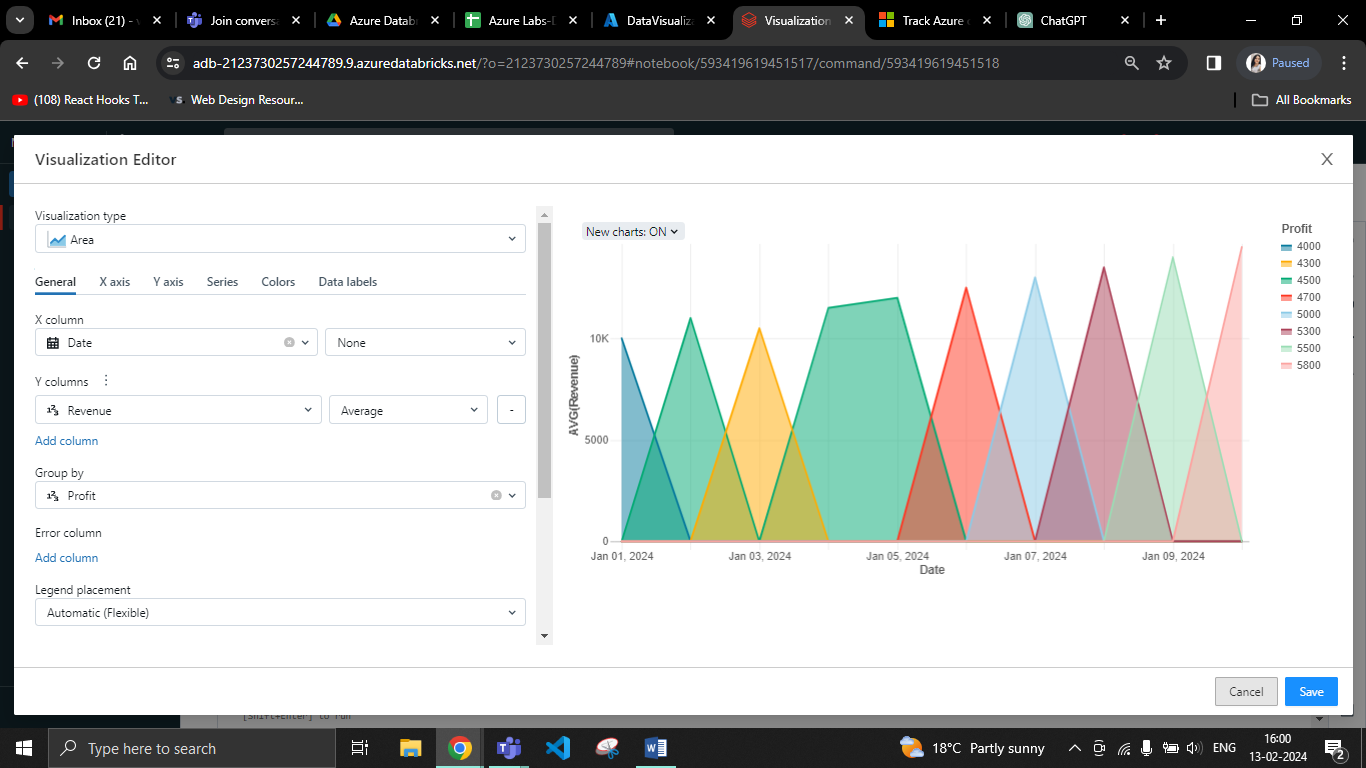 Inbox (21) -
Join convers
Azure Datab
Azure Labs-D
DataVisualiz
Visualization
Track Azure
ChatGPT
adb-2123730257244789.9.azuredatabricks.net/?o=2123730257244789#notebook/593419619451517/command/593419619451518
Paused
(108) React Hooks T...
VS Web Design Resour...
All Bookmarks
Visualization Editor
X
Visualization type
Area
General X axis Y axis Series Colors Data labels
X column
Date
None
Y columns
Revenue
Average
-
Add column
Group by
Profit
Error column
Add column
Legend placement
Automatic (Flexible)
New charts: ON
10K
5000
0
AVG(Revenue)
Jan 01, 2024 Jan 03, 2024 Jan 05, 2024 Jan 07, 2024 Jan 09, 2024
Date
Profit
4000
4300
4500
4700
5000
5300
5500
5800
Cancel
Save
[Shift+Enter] to run
Type here to search
18°C Partly sunny
ENG
16:00
13-02-2024
2